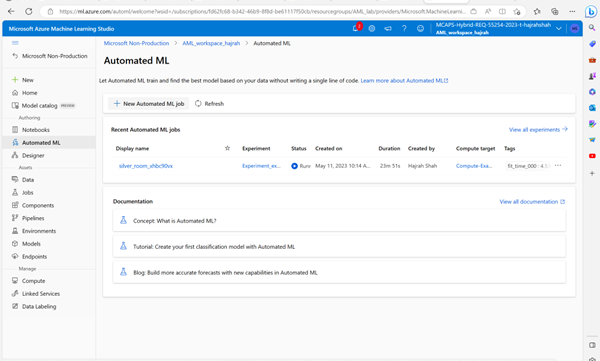 https://ml.azure.com/automl/welcome?wsid=/subscriptions/fd62fc68-b342-46b9-8f8d-be61117f50cb/resourcegroups/AML_lab/providers/Microsoft.MachineLearni...
Microsoft Azure Machine Learning Studio
2
MCAPS-Hybrid-REQ-55254-2023-t-hajrahshah
AML_workspace_hajrah
Microsoft Non-Production
New
Home
Model catalog PREVIEW
Authoring
Notebooks
Automated ML
Designer
Assets
Data
Jobs
Components
Pipelines
Environments
Models
Endpoints
Manage
Compute
Linked Services
Data Labeling
Microsoft Non-Production > AML_workspace_hajrah > Automated ML
Automated ML
Let Automated ML train and find the best model based on your data without writing a single line of code. Learn more about Automated ML
New Automated ML job
Refresh
Recent Automated ML jobs
View all experiments
Display name Experiment Status Created on Duration Created by Compute target Tags
silver_room_xhbc90vx Experiment_ex... Runn May 11, 2023 10:14 A... 23m 51s Hajrah Shah Compute-Exa... fit_time_000 : 4.5 ...
Documentation
View all documentation
Concept: What is Automated ML?
Tutorial: Create your first classification model with Automated ML
Blog: Build more accurate forecasts with new capabilities in Automated ML